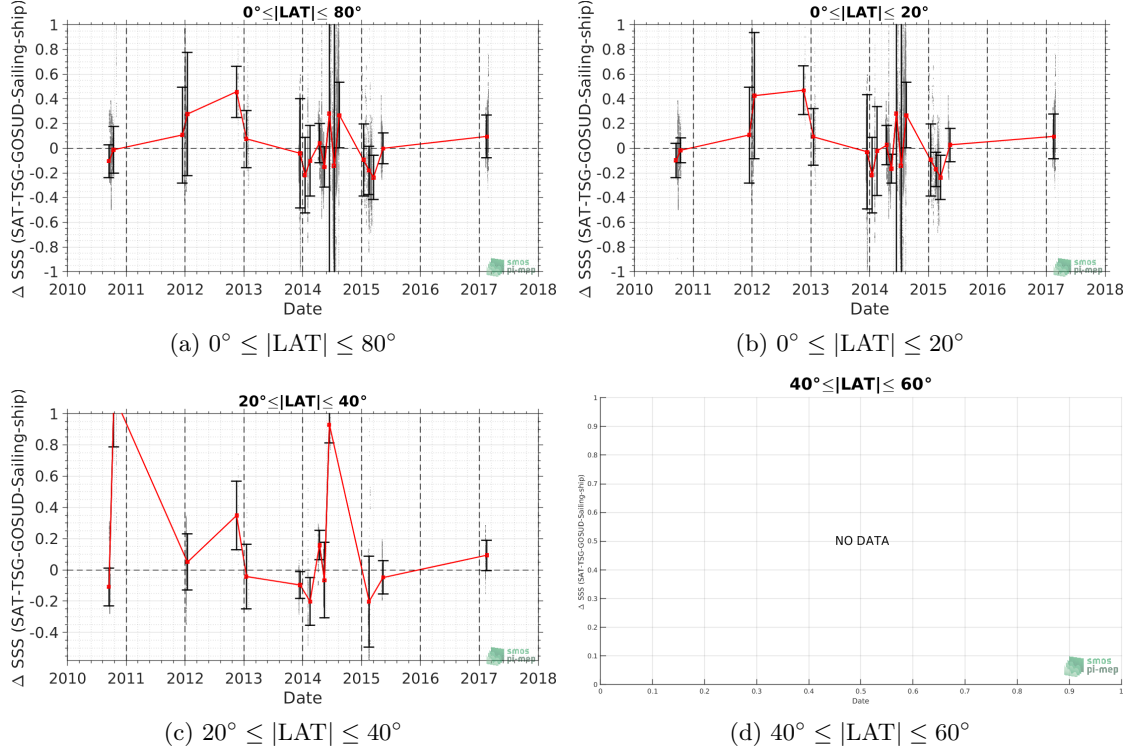 0°≤|LAT|≤ 80°
Δ SSS (SAT-TSG-GOSUD-Sailing-ship)
1
0.8
0.6
0.4
0.2
0
-0.2
-0.4
-0.6
-0.8
-1
2010 2011 2012 2013 2014 2015 2016 2017 2018
Date
smos
pi-mep
(a) 0° ≤ |LAT| ≤ 80°
0°≤|LAT|≤ 20°
Δ SSS (SAT-TSG-GOSUD-Sailing-ship)
1
0.8
0.6
0.4
0.2
0
-0.2
-0.4
-0.6
-0.8
-1
2010 2011 2012 2013 2014 2015 2016 2017 2018
Date
smos
pi-mep
(b) 0° ≤ |LAT| ≤ 20°
20°≤|LAT|≤ 40°
Δ SSS (SAT-TSG-GOSUD-Sailing-ship)
1
0.8
0.6
0.4
0.2
0
-0.2
-0.4
2010 2011 2012 2013 2014 2015 2016 2017 2018
Date
smos
pi-mep
(c) 20° ≤ |LAT| ≤ 40°
40°≤|LAT|≤ 60°
Δ SSS (SAT-TSG-GOSUD-Sailing-ship)
1
0.9
0.8
0.7
0.6
0.5
0.4
0.3
0.2
0.1
0
NO DATA
0 0.1 0.2 0.3 0.4 0.5 0.6 0.7 0.8 0.9 1
Date
smos
pi-mep
(d) 40° ≤ |LAT| ≤ 60°